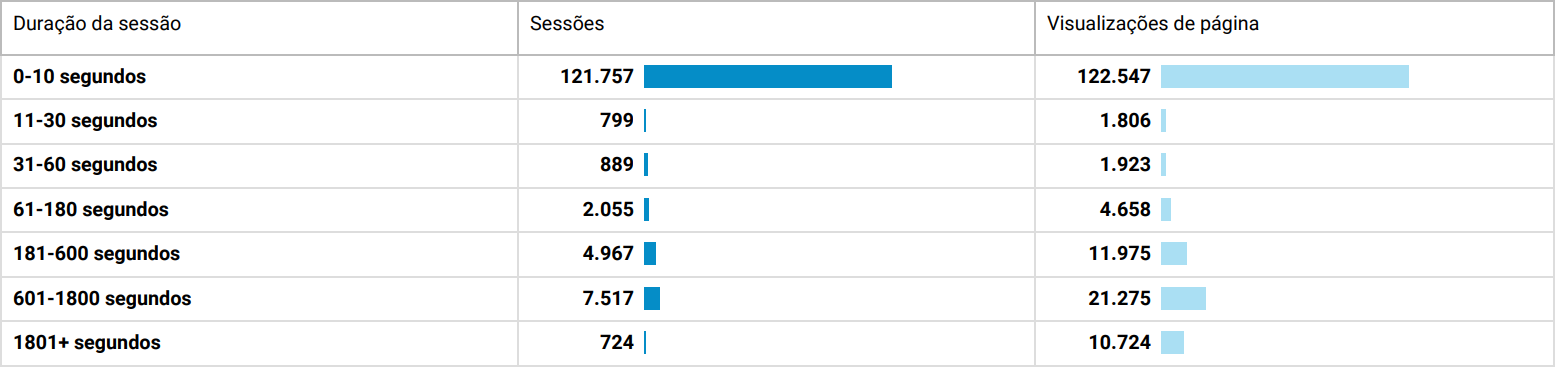 Duração da sessão Sessões Visualizações de página
0-10 segundos 121.757 122.547
11-30 segundos 799 1.806
31-60 segundos 889 1.923
61-180 segundos 2.055 4.658
181-600 segundos 4.967 11.975
601-1800 segundos 7.517 21.275
1801+ segundos 724 10.724